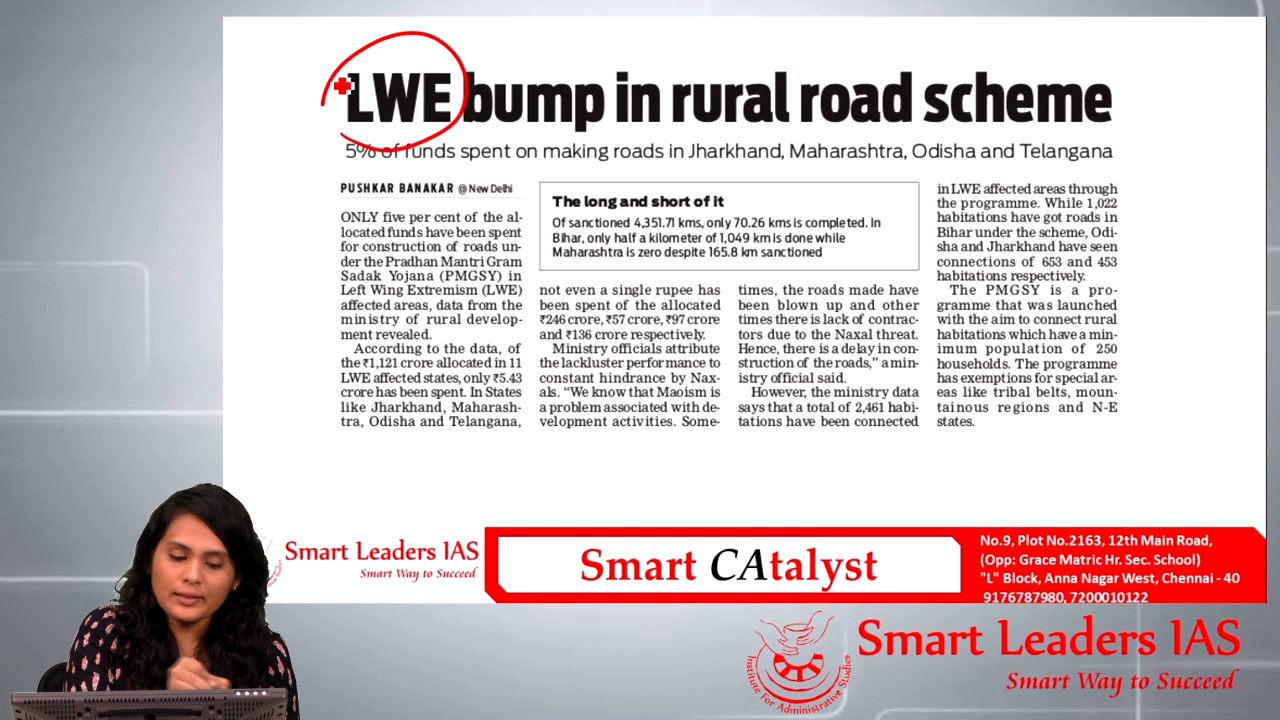 LWE bump in rural road scheme
5% of funds spent on making roads in Jharkhand, Maharashtra, Odisha and Telangana
PUSHKAR BANAKAR @ New Delhi
ONLY five per cent of the al-
located funds have been spent
for construction of roads un-
der the Pradhan Mantri Gram
Sadak Yojana (PMGSY) in
Left Wing Extremism (LWE)
affected areas, data from the
ministry of rural develop-
ment revealed.
According to the data, of
the ₹1,121 crore allocated in 11
LWE affected states, only ₹5.43
crore has been spent. In States
like Jharkhand, Maharash-
tra, Odisha and Telangana,
The long and short of it
Of sanctioned 4,351.71 kms, only 70.26 kms is completed. In
Bihar, only half a kilometer of 1,049 km is done while
Maharashtra is zero despite 165.8 km sanctioned
not even a single rupee has
been spent of the allocated
₹246 crore, ₹57 crore, ₹97 crore
and ₹136 crore respectively.
Ministry officials attribute
the lackluster performance to
constant hindrance by Nax-
als. “We know that Maoism is
a problem associated with de-
velopment activities. Some-
times, the roads made have
been blown up and other
times there is lack of contrac-
tors due to the Naxal threat.
Hence, there is a delay in con-
struction of the roads,” a min-
istry official said.
However, the ministry data
says that a total of 2,461 habi-
tations have been connected
in LWE affected areas through
the programme. While 1,022
habitations have got roads in
Bihar under the scheme, Odi-
sha and Jharkhand have seen
connections of 653 and 453
habitations respectively.
The PMGSY is a pro-
gramme that was launched
with the aim to connect rural
habitations which have a min-
imum population of 250
households. The programme
has exemptions for special ar-
eas like tribal belts, moun-
tainous regions and N-E
states.
Smart Leaders IAS
Smart Way to Succeed
Smart CAtalyst
No.9, Plot No.2163, 12th Main Road,
(Opp: Grace Matric Hr. Sec. School)
"L" Block, Anna Nagar West, Chennai - 40
9176787980, 7200010122
Institute For Administrative Studies
Smart Leaders IAS
Smart Way to Succeed